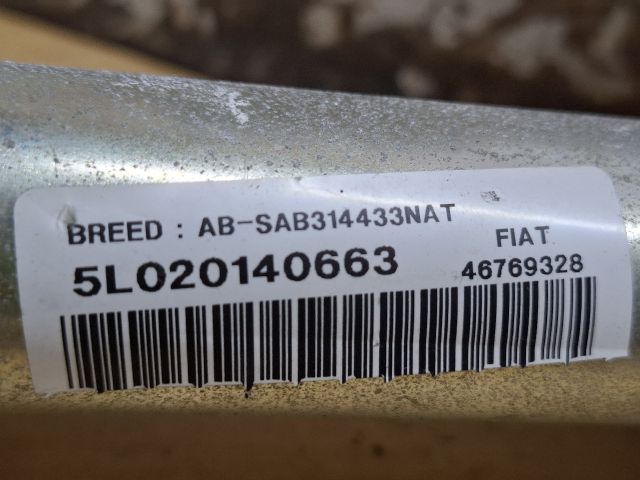 BREED : AB-SAB314433NAT
5L020140663
FIAT
46769328